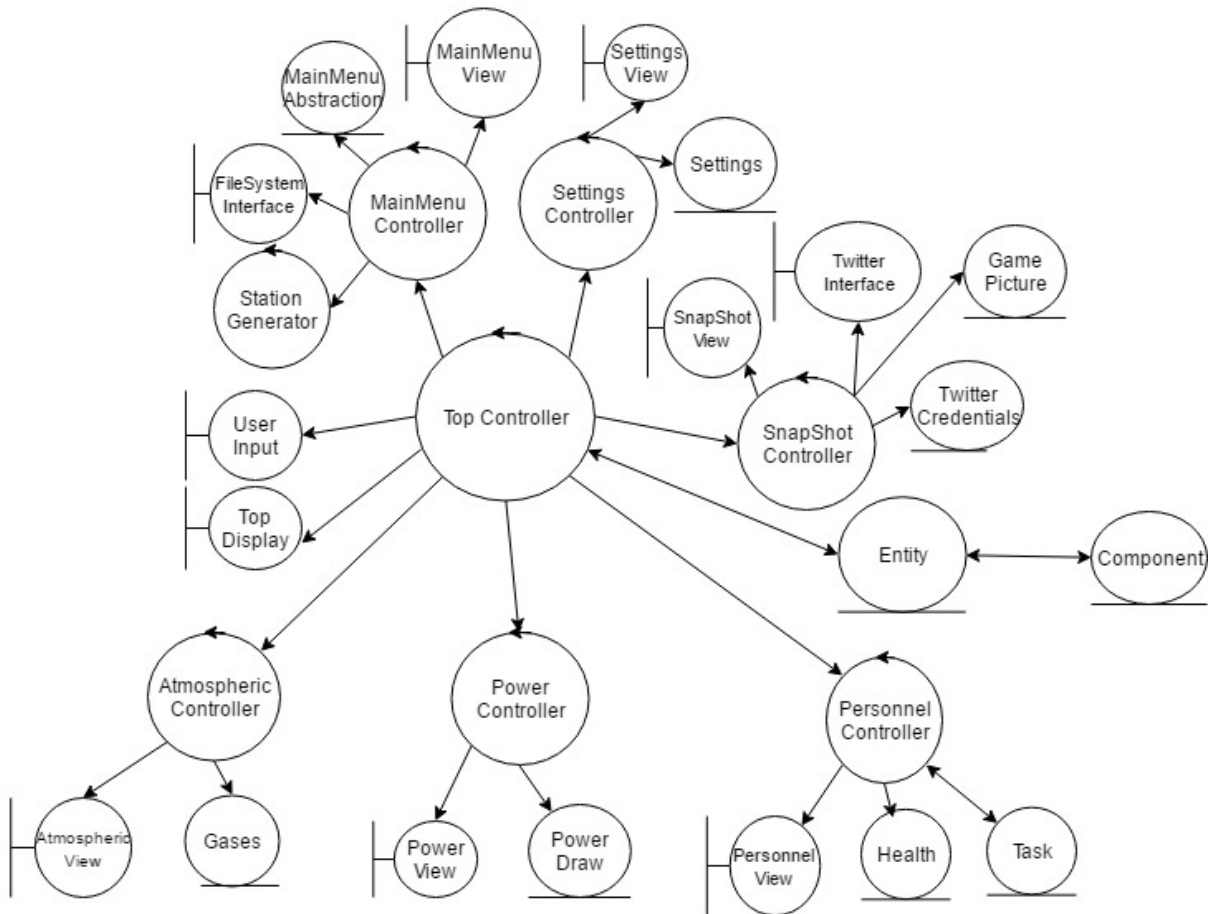 MainMenu
View
Settings
View
MainMenu
Abstraction
Settings
FileSystem
Interface
MainMenu
Controller
Settings
Controller
Station
Generator
Twitter
Interface
Game
Picture
SnapShot
View
Top Controller
Twitter
Credentials
SnapShot
Controller
User
Input
Top
Display
Entity
Component
Atmospheric
Controller
Power
Controller
Personnel
Controller
Atmospheric
View
Gases
Power
View
Power
Draw
Personnel
View
Health
Task